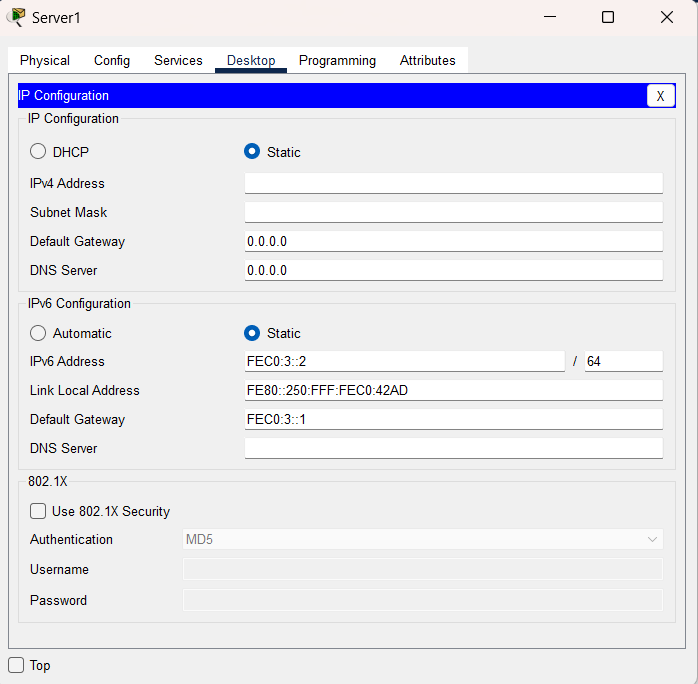 Server1
Physical Config Services Desktop Programming Attributes
IP Configuration X
IP Configuration
DHCP Static
IPv4 Address
Subnet Mask
Default Gateway 0.0.0.0
DNS Server 0.0.0.0
IPv6 Configuration
Automatic Static
IPv6 Address FEC0:3::2 / 64
Link Local Address FE80::250:FFF:FEC0:42AD
Default Gateway FEC0:3::1
DNS Server
802.1X
Use 802.1X Security
Authentication MD5
Username
Password
Top